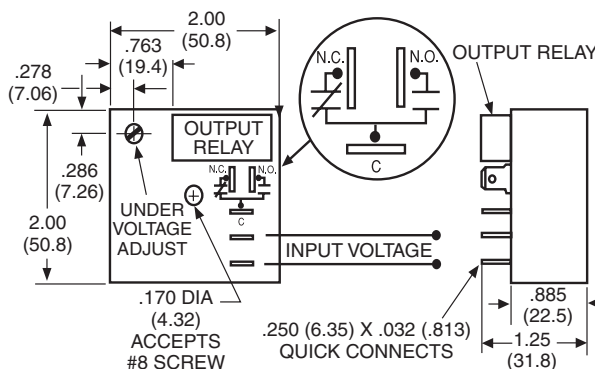 2.00
(50.8)
.763
(19.4)
.278
(7.06)
N.C.
N.O.
C
OUTPUT RELAY
OUTPUT
RELAY
.286
(7.26)
N.C.
N.O.
C
2.00
(50.8)
UNDER
VOLTAGE
ADJUST
INPUT VOLTAGE
.170 DIA
(4.32)
ACCEPTS
#8 SCREW
.250 (6.35) X .032 (.813)
QUICK CONNECTS
.885
(22.5)
1.25
(31.8)